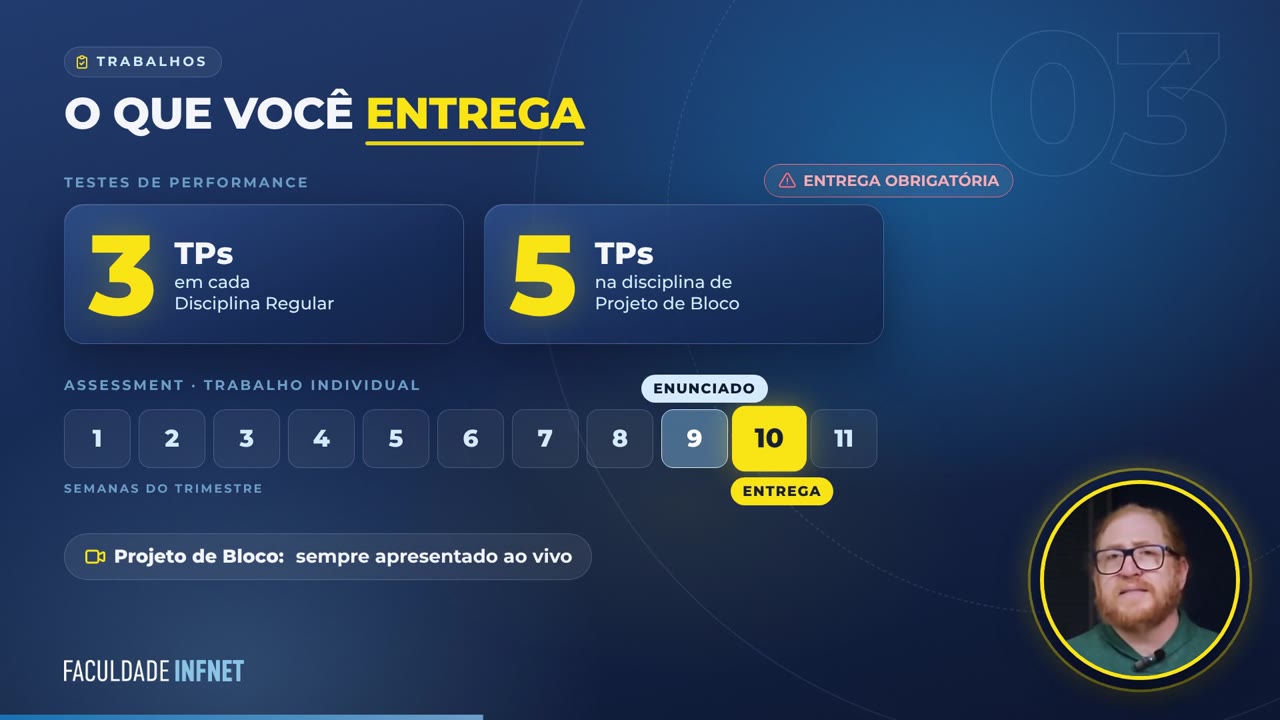 TRABALHOS
03
O QUE VOCÊ ENTREGA
TESTES DE PERFORMANCE
ENTREGA OBRIGATÓRIA
3
TPs
em cada
Disciplina Regular
5
TPs
na disciplina de
Projeto de Bloco
ASSESSMENT · TRABALHO INDIVIDUAL
ENUNCIADO
1 2 3 4 5 6 7 8 9 10 11
SEMANAS DO TRIMESTRE
ENTREGA
Projeto de Bloco: sempre apresentado ao vivo
FACULDADE INFNET